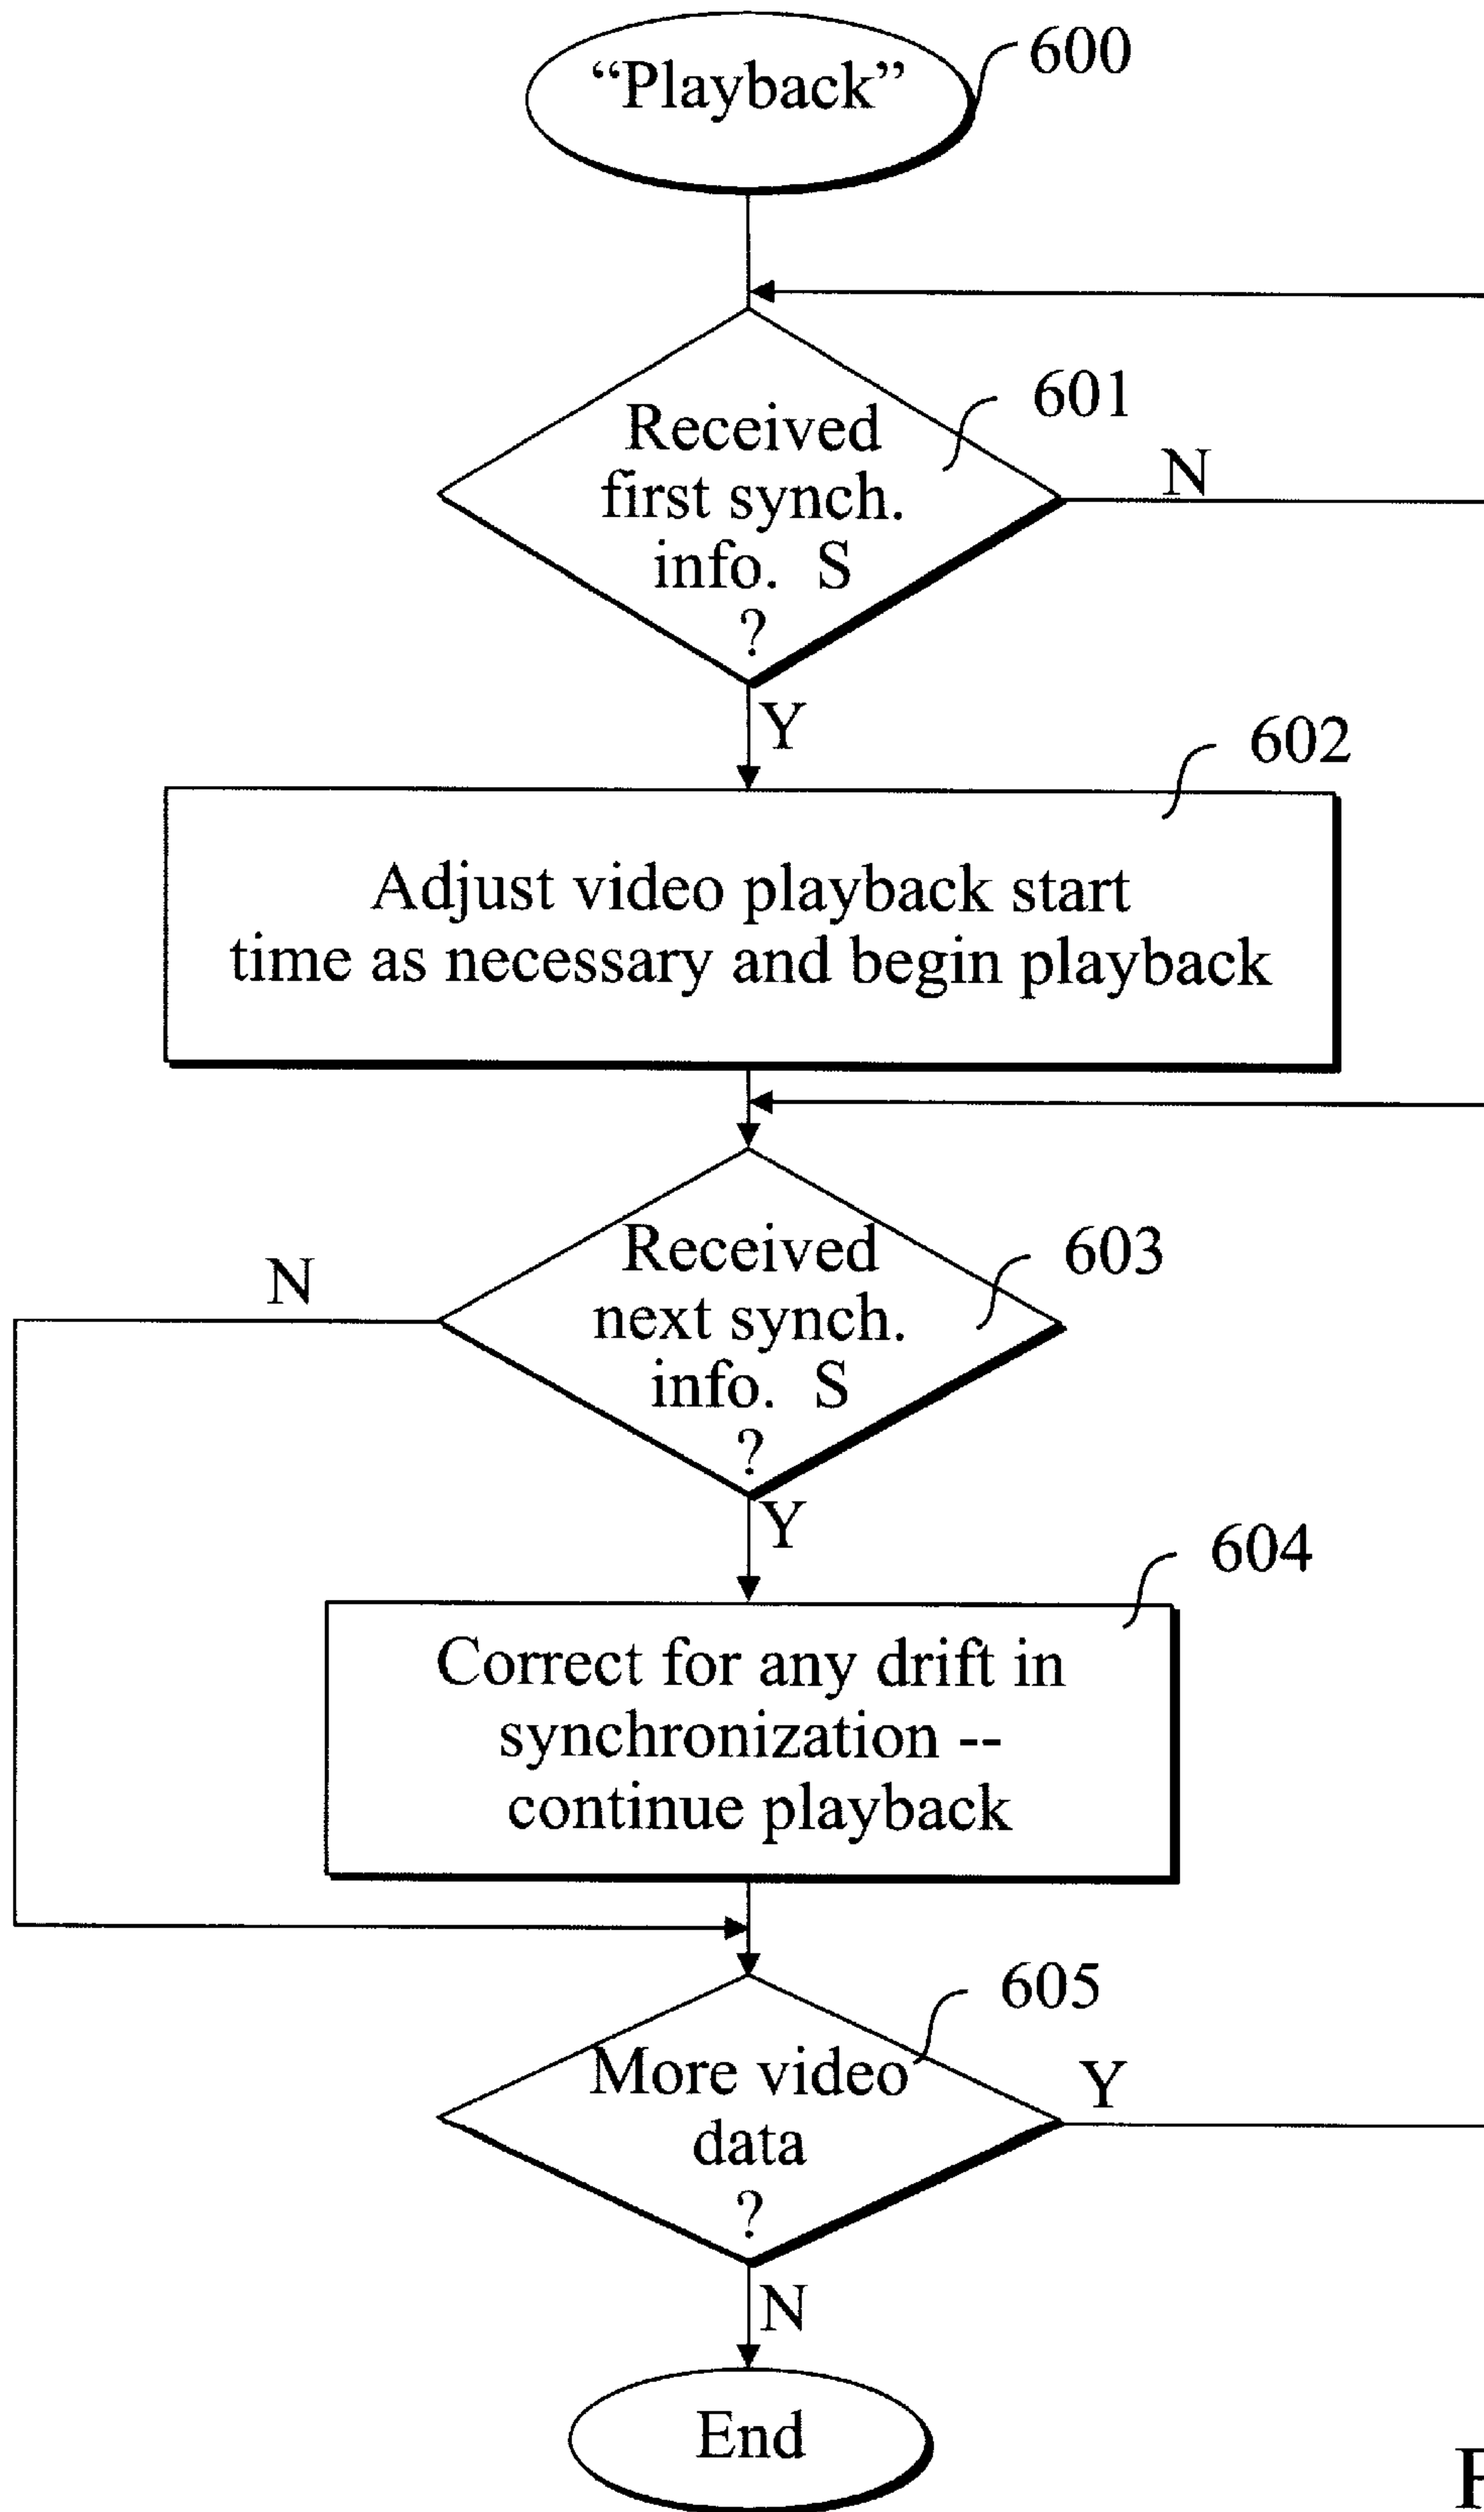 “Playback”
600
Received
first synch.
info. S
?
601
N
Y
602
Adjust video playback start
time as necessary and begin playback
Received
next synch.
info. S
?
603
N
Y
604
Correct for any drift in
synchronization --
continue playback
605
More video
data
?
Y
N
End